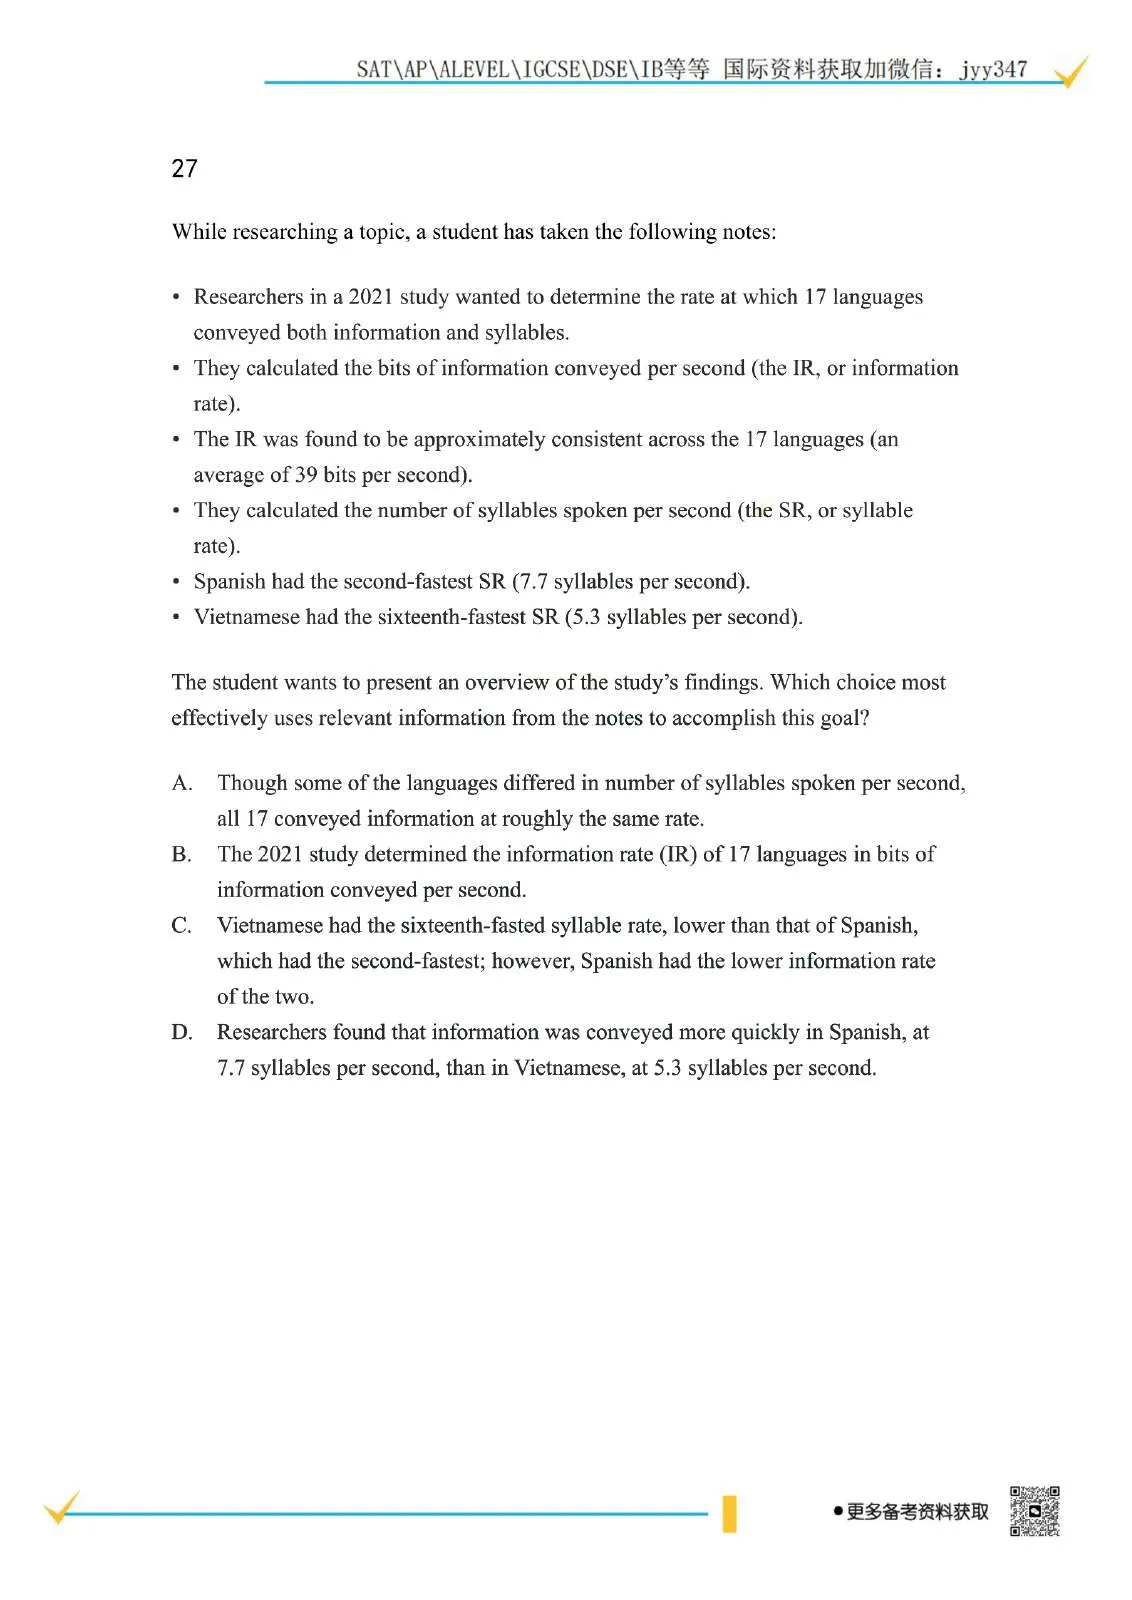 SAT\AP\ALEVEL\IGCSE\DSE\IB等等 国际资料获取加微信：jyy347
27
While researching a topic, a student has taken the following notes:
• Researchers in a 2021 study wanted to determine the rate at which 17 languages
conveyed both information and syllables.
• They calculated the bits of information conveyed per second (the IR, or information
rate).
• The IR was found to be approximately consistent across the 17 languages (an
average of 39 bits per second).
• They calculated the number of syllables spoken per second (the SR, or syllable
rate).
• Spanish had the second-fastest SR (7.7 syllables per second).
• Vietnamese had the sixteenth-fastest SR (5.3 syllables per second).
The student wants to present an overview of the study's findings. Which choice most
effectively uses relevant information from the notes to accomplish this goal?
A. Though some of the languages differed in number of syllables spoken per second,
all 17 conveyed information at roughly the same rate.
B. The 2021 study determined the information rate (IR) of 17 languages in bits of
information conveyed per second.
C. Vietnamese had the sixteenth-fasted syllable rate, lower than that of Spanish,
which had the second-fastest; however, Spanish had the lower information rate
of the two.
D. Researchers found that information was conveyed more quickly in Spanish, at
7.7 syllables per second, than in Vietnamese, at 5.3 syllables per second.
●更多备考资料获取